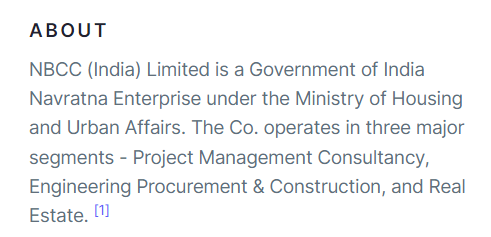 ABOUT
NBCC (India) Limited is a Government of India
Navratna Enterprise under the Ministry of Housing
and Urban Affairs. The Co. operates in three major
segments - Project Management Consultancy,
Engineering Procurement & Construction, and Real
Estate. [1]